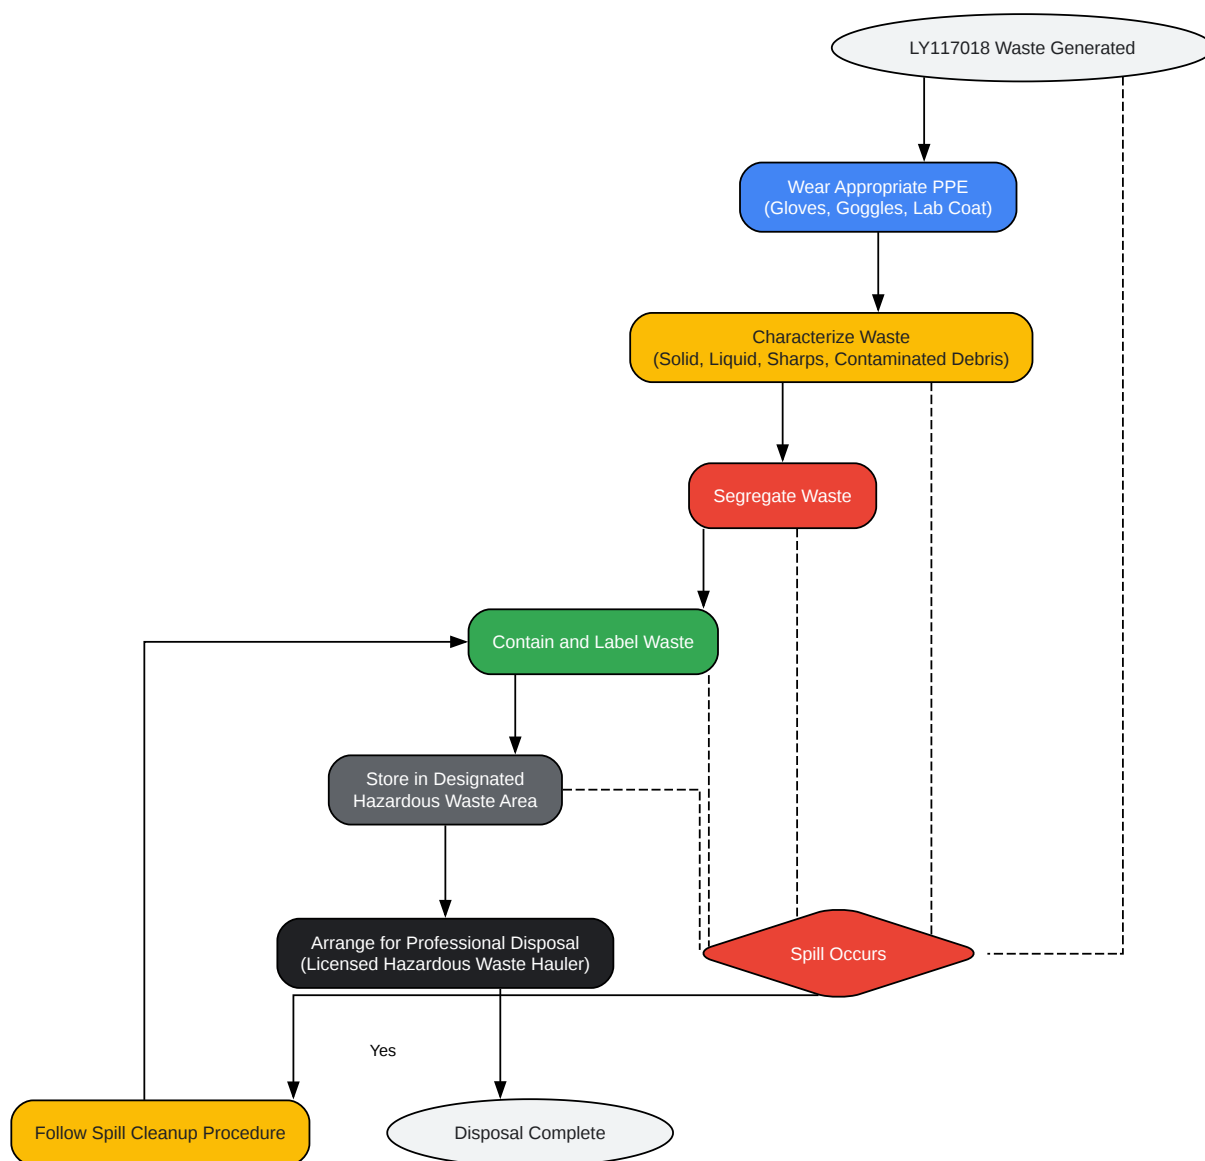 LY117018 Waste Generated
Wear Appropriate PPE
(Gloves, Goggles, Lab Coat)
Characterize Waste
(Solid, Liquid, Sharps, Contaminated Debris)
Segregate Waste
Contain and Label Waste
Store in Designated
Hazardous Waste Area
Arrange for Professional Disposal
(Licensed Hazardous Waste Hauler)
Spill Occurs
Yes
Follow Spill Cleanup Procedure
Disposal Complete